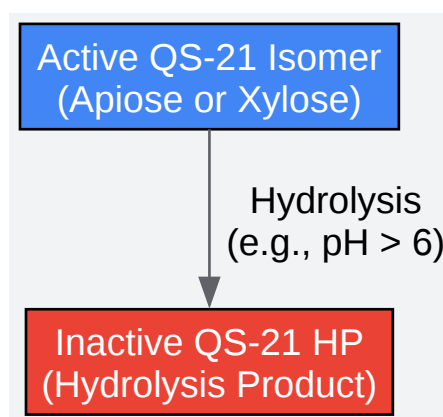 Active QS-21 Isomer
(Apiose or Xylose)
Hydrolysis
(e.g., pH > 6)
Inactive QS-21 HP
(Hydrolysis Product)